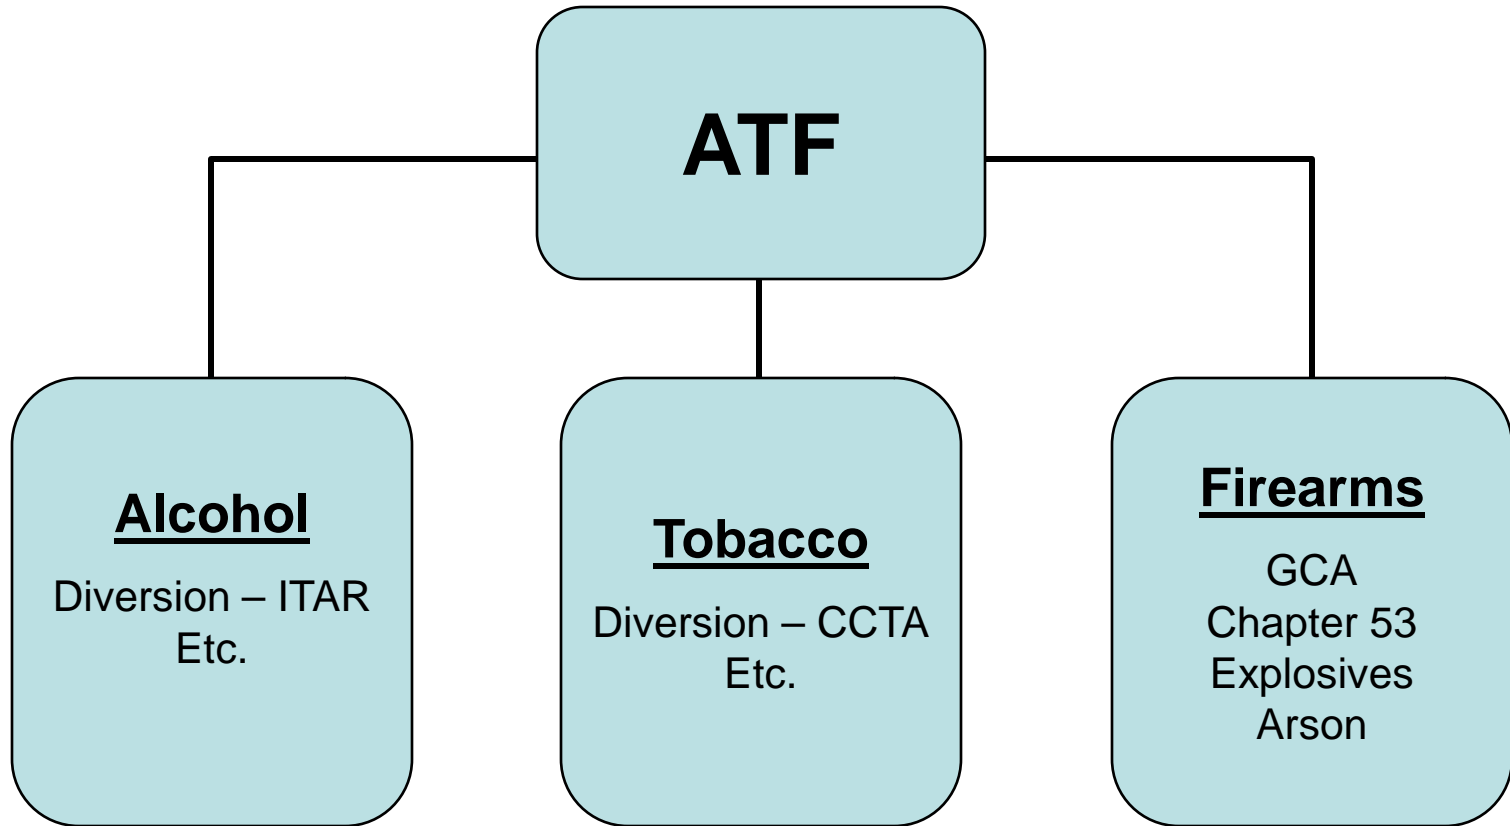 ATF
Alcohol
Diversion – ITAR
Etc.
Tobacco
Diversion – CCTA
Etc.
Firearms
GCA
Chapter 53
Explosives
Arson